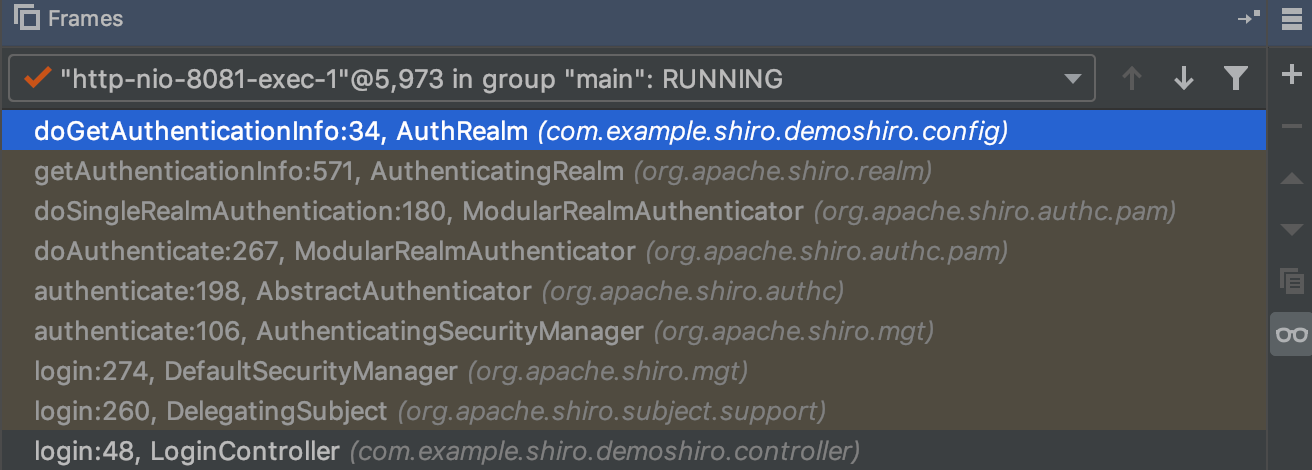 Frames
"http-nio-8081-exec-1"@5,973 in group "main": RUNNING
doGetAuthenticationInfo:34, AuthRealm (com.example.shiro.demoshiro.config)
getAuthenticationInfo:571, AuthenticatingRealm (org.apache.shiro.realm)
doSingleRealmAuthentication:180, ModularRealmAuthenticator (org.apache.shiro.authc.pam)
doAuthenticate:267, ModularRealmAuthenticator (org.apache.shiro.authc.pam)
authenticate:198, AbstractAuthenticator (org.apache.shiro.authc)
authenticate:106, AuthenticatingSecurityManager (org.apache.shiro.mgt)
login:274, DefaultSecurityManager (org.apache.shiro.mgt)
login:260, DelegatingSubject (org.apache.shiro.subject.support)
login:48, LoginController (com.example.shiro.demoshiro.controller)